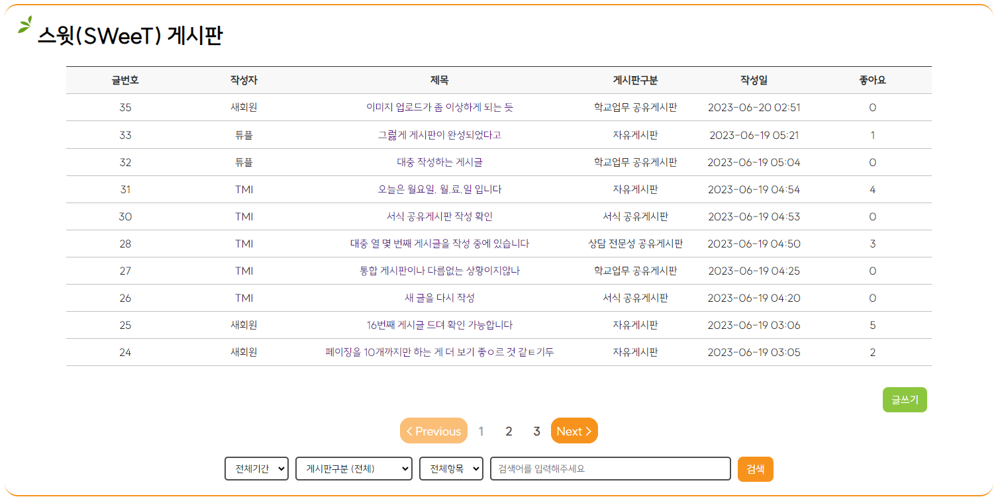 스윗(SWeeT) 게시판
글번호 작성자 제목 게시판구분 작성일 좋아요
35 새회원 이미지 업로드가 좀 이상하게 되는 듯 학교업무 공유게시판 2023-06-20 02:51 0
33 튜플 그렇게 게시판이 완성되었다고 자유게시판 2023-06-19 05:21 1
32 튜플 대충 작성하는 게시글 학교업무 공유게시판 2023-06-19 05:04 0
31 TMI 오늘은 월요일. 월.료.일 입니다 자유게시판 2023-06-19 04:54 4
30 TMI 서식 공유게시판 작성 확인 서식 공유게시판 2023-06-19 04:53 0
28 TMI 대충 열 몇 번째 게시글을 작성 중에 있습니다 상담 전문성 공유게시판 2023-06-19 04:50 3
27 TMI 통합 게시판이나 다름없는 상황이지않나 학교업무 공유게시판 2023-06-19 04:25 0
26 TMI 새 글을 다시 작성 서식 공유게시판 2023-06-19 04:20 0
25 새회원 16번째 게시글 드뎌 확인 가능합니다 자유게시판 2023-06-19 03:06 5
24 새회원 페이징을 10개까지만 하는 게 더 보기 좋ㅇ르 것 같ㅌ기두 자유게시판 2023-06-19 03:05 2
글쓰기
< Previous 1 2 3 Next >
전체기간 게시판구분 (전체) 전체항목 검색어를 입력해주세요 검색